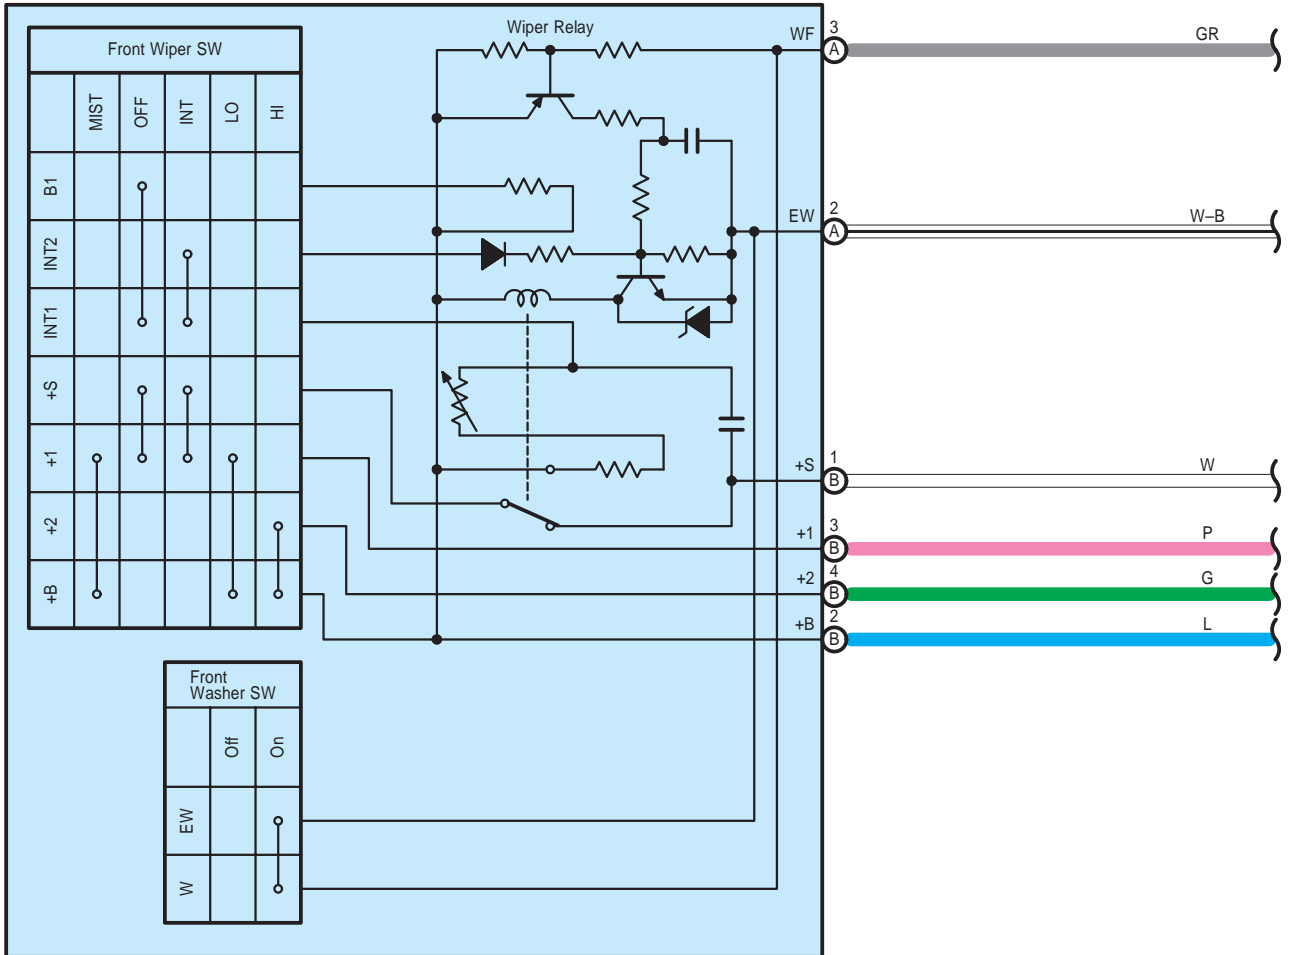 Wiper Relay
Front Wiper SW
MIST
OFF
INT
LO
HI
B1
INT2
INT1
+S
+1
+2
+B
WF
3
A
GR
EW
2
A
W–B
+S
1
B
W
+1
3
B
P
+2
4
B
G
+B
2
B
L
Front
Washer SW
Off
On
EW
W